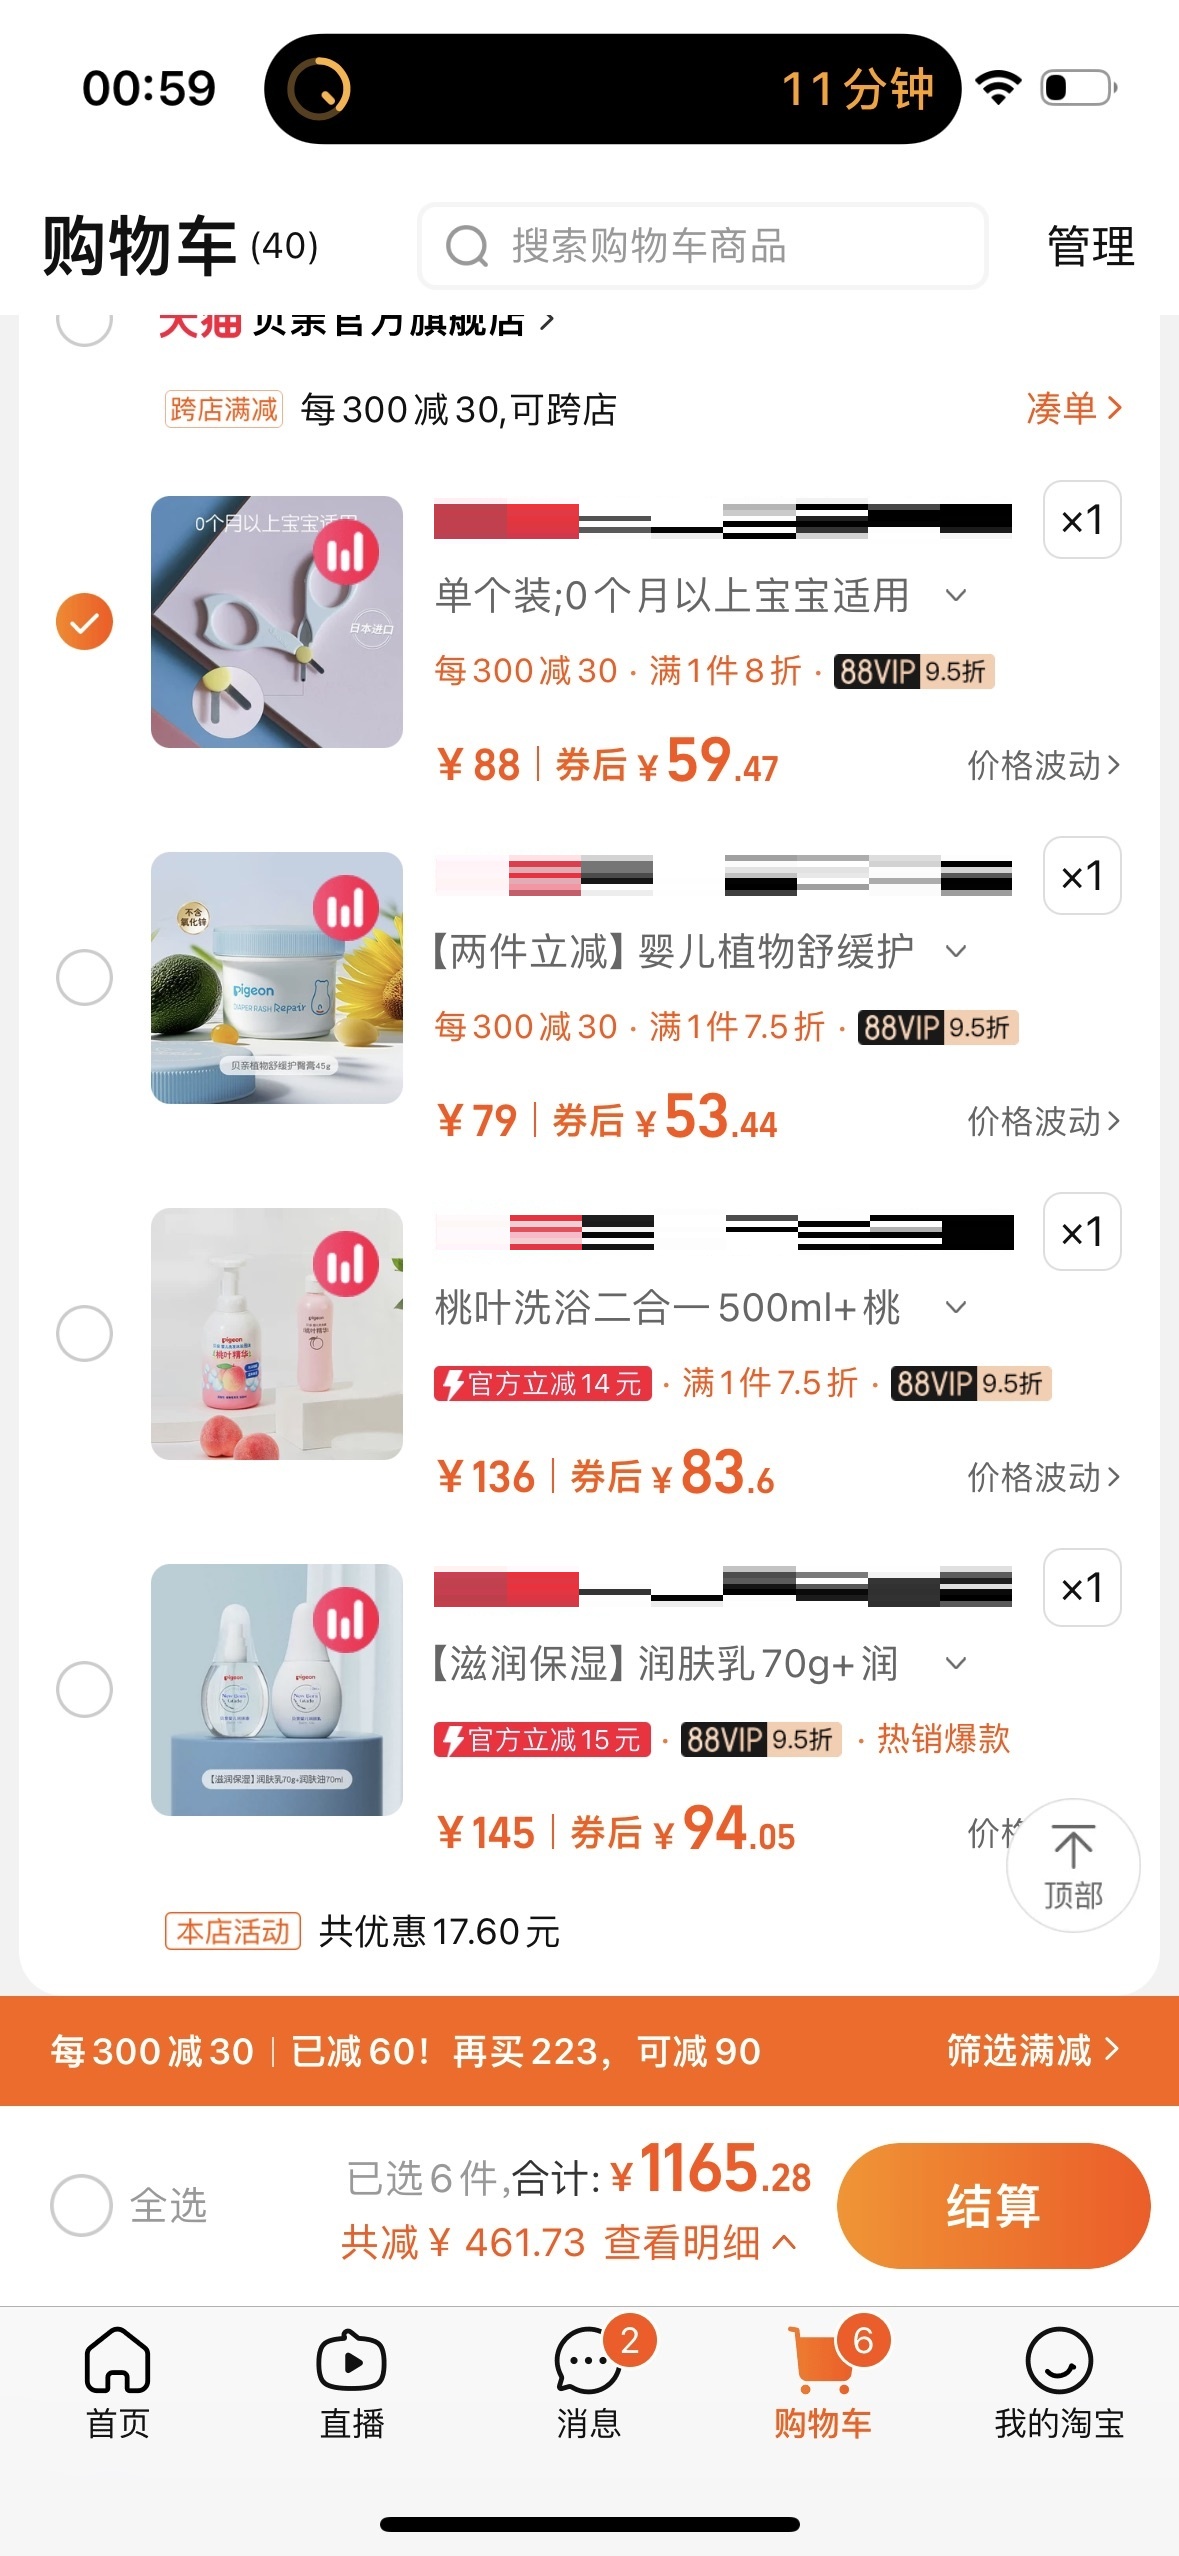 00:59
11分钟
购物车(40)
搜索购物车商品
管理
天猫 贝亲官方旗舰店
跨店满减 每300减30,可跨店
凑单
0个月以上宝宝适用
日本进口
×1
单个装;0个月以上宝宝适用
每300减30 · 满1件8折 · 88VIP 9.5折
¥88 券后¥59.47
价格波动
不含
氧化锌
Pigeon
DIAPER RASH Repair
贝亲植物舒缓护臀膏45g
×1
【两件立减】婴儿植物舒缓护
每300减30 · 满1件7.5折 · 88VIP 9.5折
¥79 券后¥53.44
价格波动
pigeon
桃叶精华
pigeon
桃叶精华
×1
桃叶洗浴二合一500ml+桃
官方立减14元 · 满1件7.5折 · 88VIP 9.5折
¥136 券后¥83.6
价格波动
pigeon
pigeon
【滋润保湿】润肤乳70g+润肤油70ml
×1
【滋润保湿】润肤乳70g+润
官方立减15元 · 88VIP 9.5折 · 热销爆款
¥145 券后¥94.05
价格
顶部
本店活动 共优惠17.60元
每300减30 已减60！再买223，可减90
筛选满减
全选
已选6件,合计:¥1165.28
共减¥ 461.73 查看明细
结算
2
6
首页
直播
消息
购物车
我的淘宝